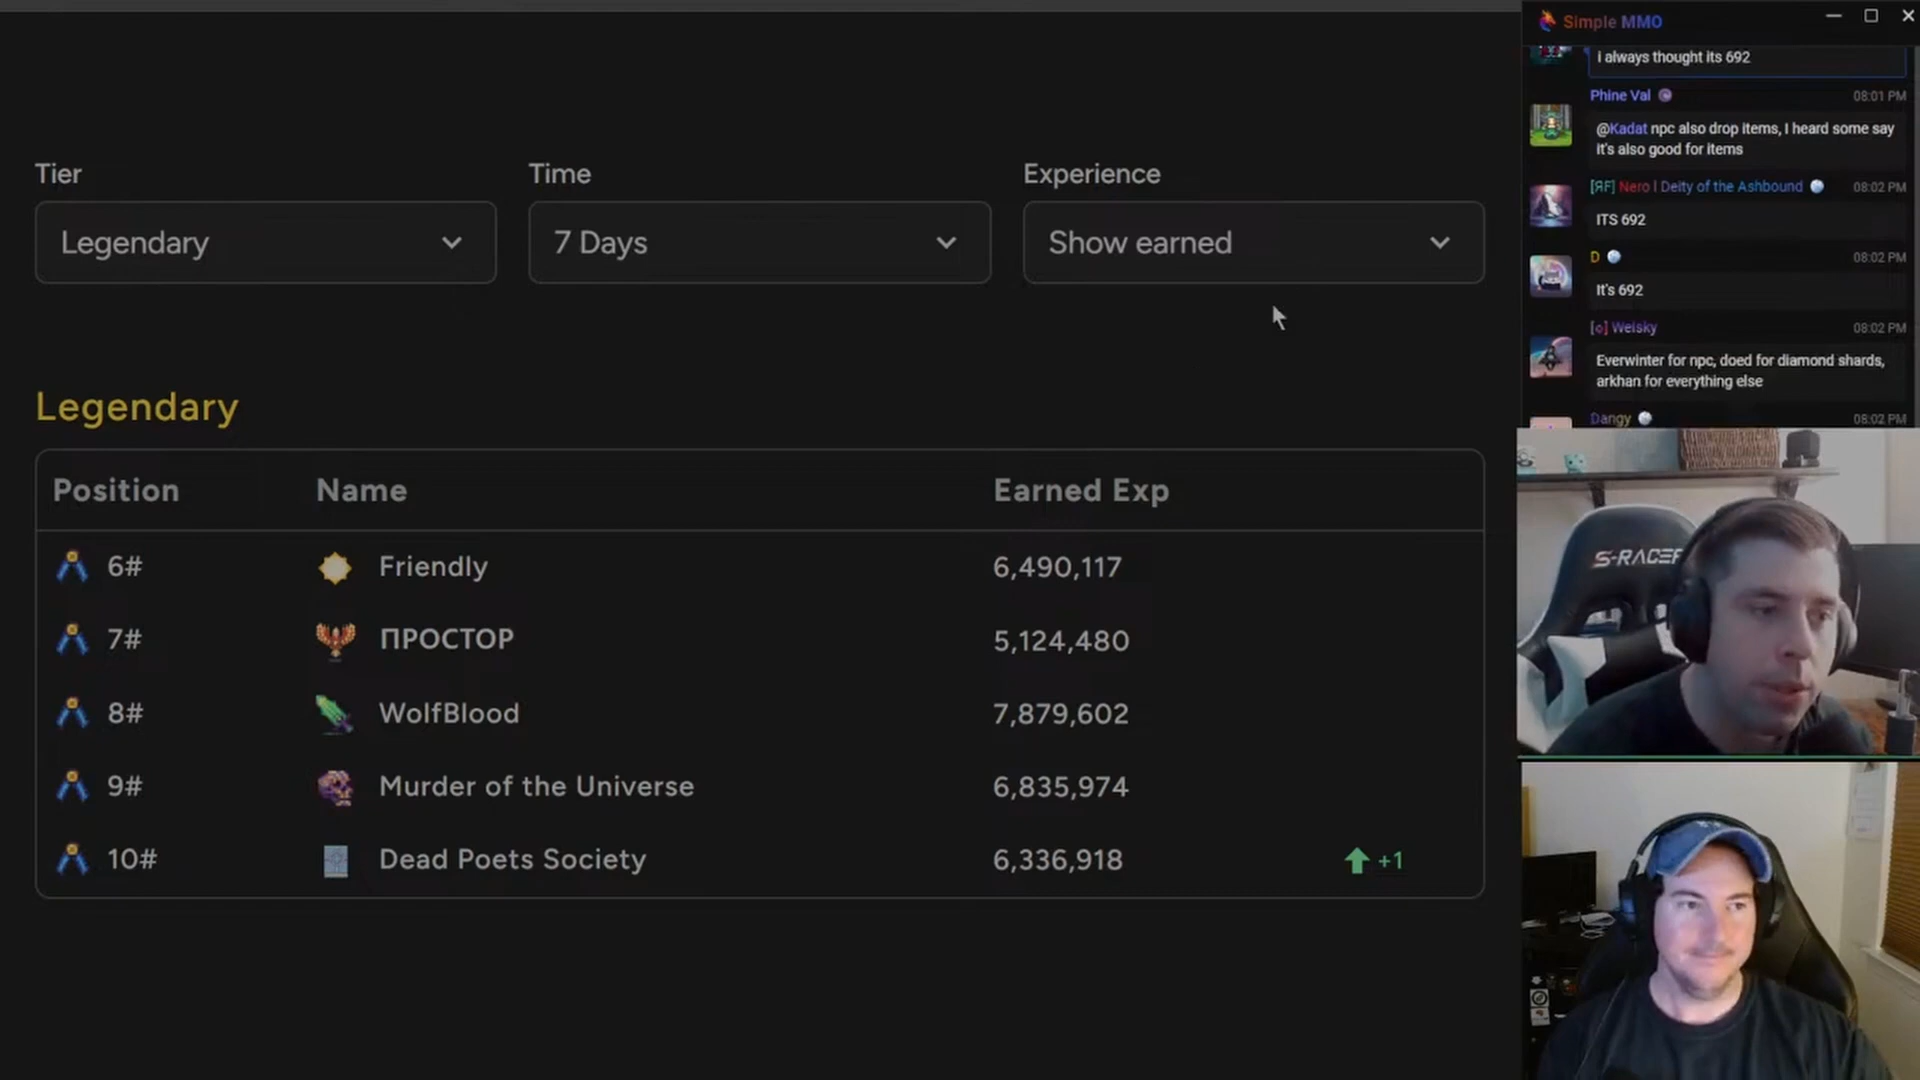 Simple MMO
i always thought its 692
Phine Val 08:01 PM
@Kadat npc also drop items, I heard some say
it's also good for items
[ЯF] Nero | Deity of the Ashbound 08:02 PM
ITS 692
D 08:02 PM
It's 692
Welsky 08:02 PM
Everwinter for npc, doed for diamond shards,
arkhan for everything else
Dangy 08:02 PM
Tier Time Experience
Legendary 7 Days Show earned
Legendary
Position Name Earned Exp
6# Friendly 6,490,117
7# ПРОСТОР 5,124,480
8# WolfBlood 7,879,602
9# Murder of the Universe 6,835,974
10# Dead Poets Society 6,336,918 +1
S-RACER